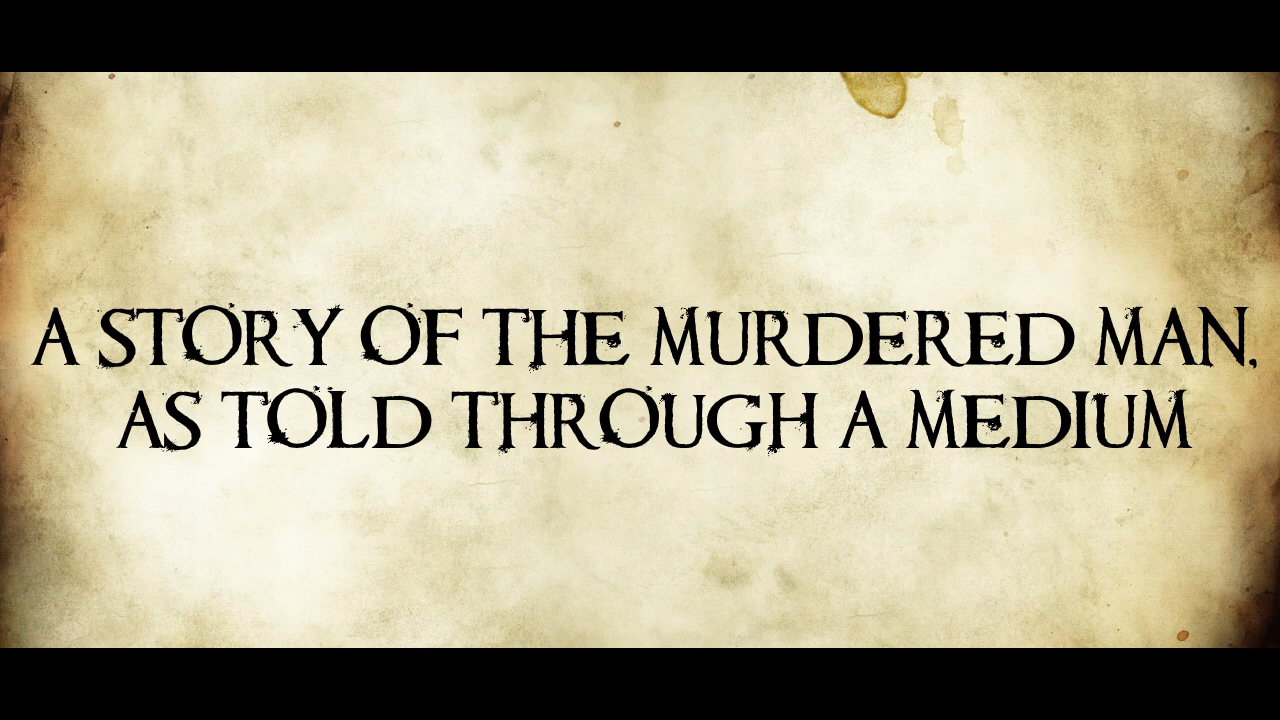 A STORY OF THE MURDERED MAN,
AS TOLD THROUGH A MEDIUM